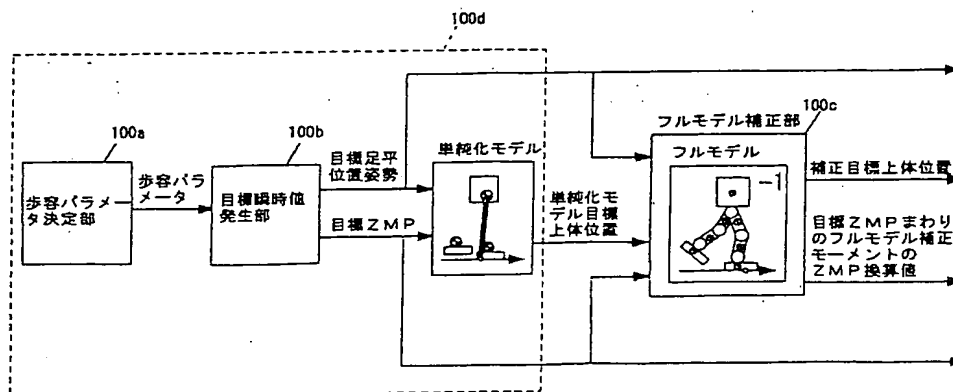 100d
100a
歩容パラメー
タ決定部
歩容パラ
メータ
100b
目標瞬時値
発生部
目標足平
位置姿勢
目標ZMP
単純化モデル
単純化モ
デル目標
上体位置
100c
フルモデル補正部
フルモデル
-1
補正目標上体位置
目標ZMPまわり
のフルモデル補正
モーメントの
ZMP換算値